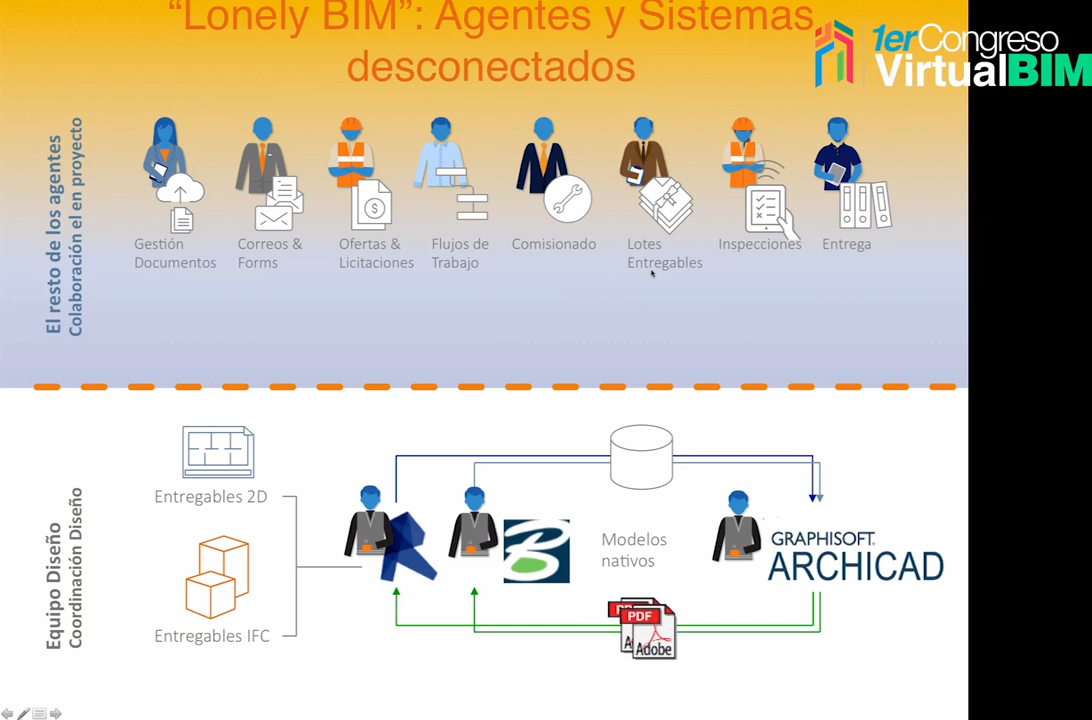 “Lonely BIM”: Agentes y Sistemas
desconectados
1erCongreso
VirtualBIM
El resto de los agentes
Colaboración el en proyecto
Gestión
Documentos
Correos &
Forms
Ofertas &
Licitaciones
Flujos de
Trabajo
Comisionado
Lotes
Entregables
Inspecciones
Entrega
Equipo Diseño
Coordinación Diseño
Entregables 2D
Entregables IFC
Modelos
nativos
GRAPHISOFT.
ARCHICAD
PDF
Adobe